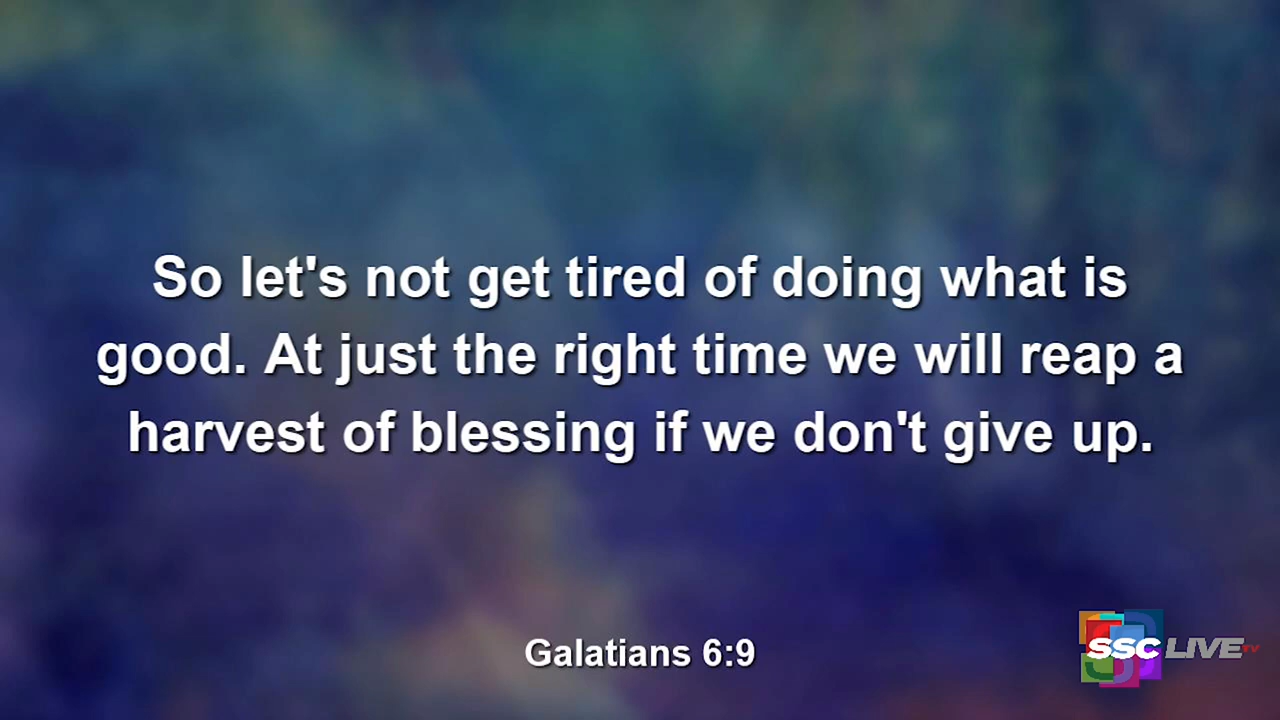 So let's not get tired of doing what is
good. At just the right time we will reap a
harvest of blessing if we don't give up.
Galatians 6:9
SSC LIVE TV